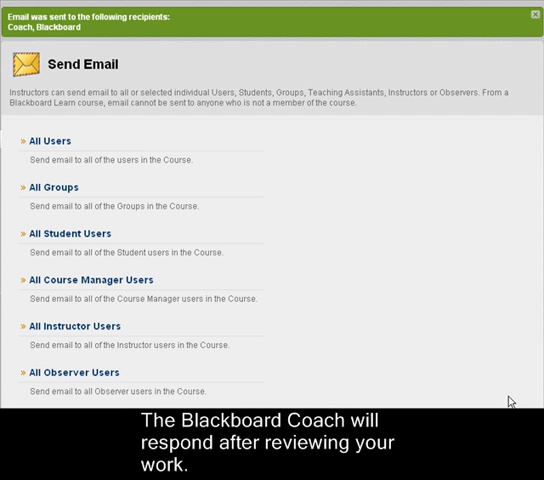 Email was sent to the following recipients:
Coach, Blackboard
Send Email
Instructors can send email to all or selected individual Users, Students, Groups, Teaching Assistants, Instructors or Observers. From a
Blackboard Learn course, email cannot be sent to anyone who is not a member of the course.
» All Users
Send email to all of the users in the Course.
» All Groups
Send email to all of the Groups in the Course.
» All Student Users
Send email to all of the Student users in the Course.
» All Course Manager Users
Send email to all of the Course Manager users in the Course.
» All Instructor Users
Send email to all of the Instructor users in the Course.
» All Observer Users
Send email to all Observer users in the Course.
The Blackboard Coach will
respond after reviewing your
work.